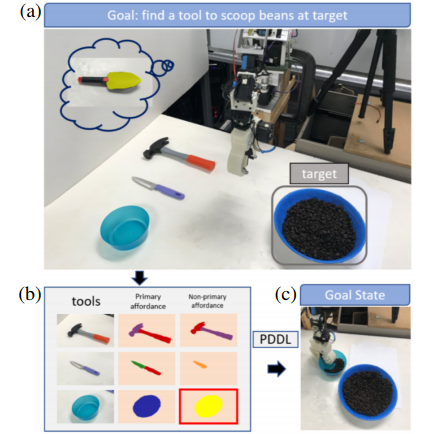 (a)
Goal: find a tool to scoop beans at target
target
(b)
tools
Primary
affordance
Non-primary
affordance
PDDL
(c)
Goal State